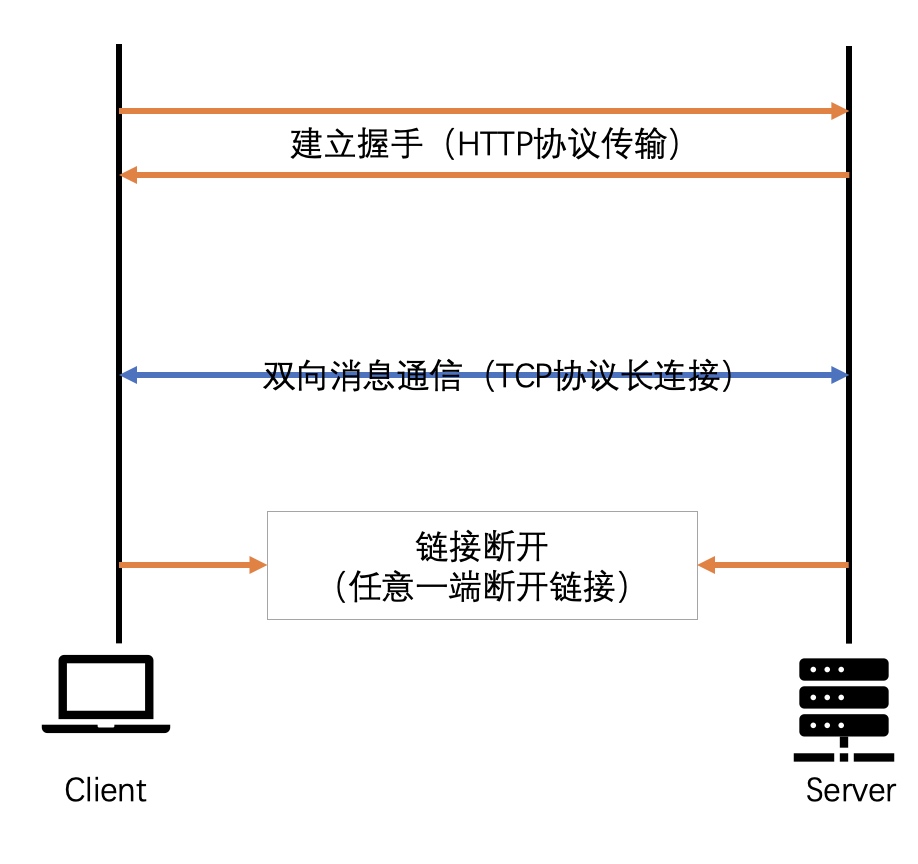 建立握手（HTTP协议传输）
双向消息通信（TCP协议长连接）
链接断开
（任意一端断开链接）
Client
Server